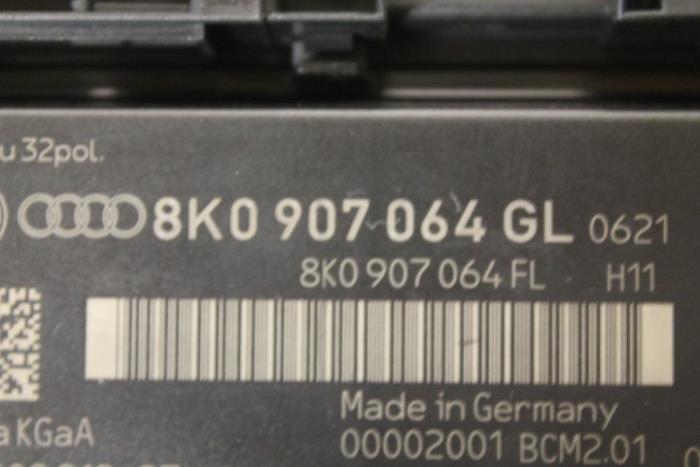 u 32pol.
8K0 907 064 GL 0621
8K0 907 064 FL H11
Made in Germany
a KGaA
00002001 BCM2.01